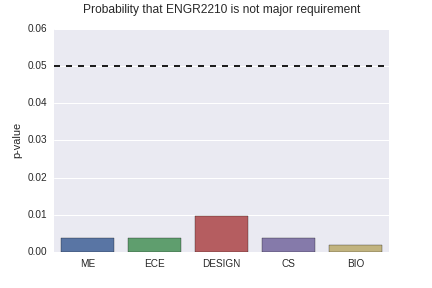 Probability that ENGR2210 is not major requirement
0.06
0.05
0.04
0.03
0.02
0.01
0.00
p-value
ME ECE DESIGN CS BIO